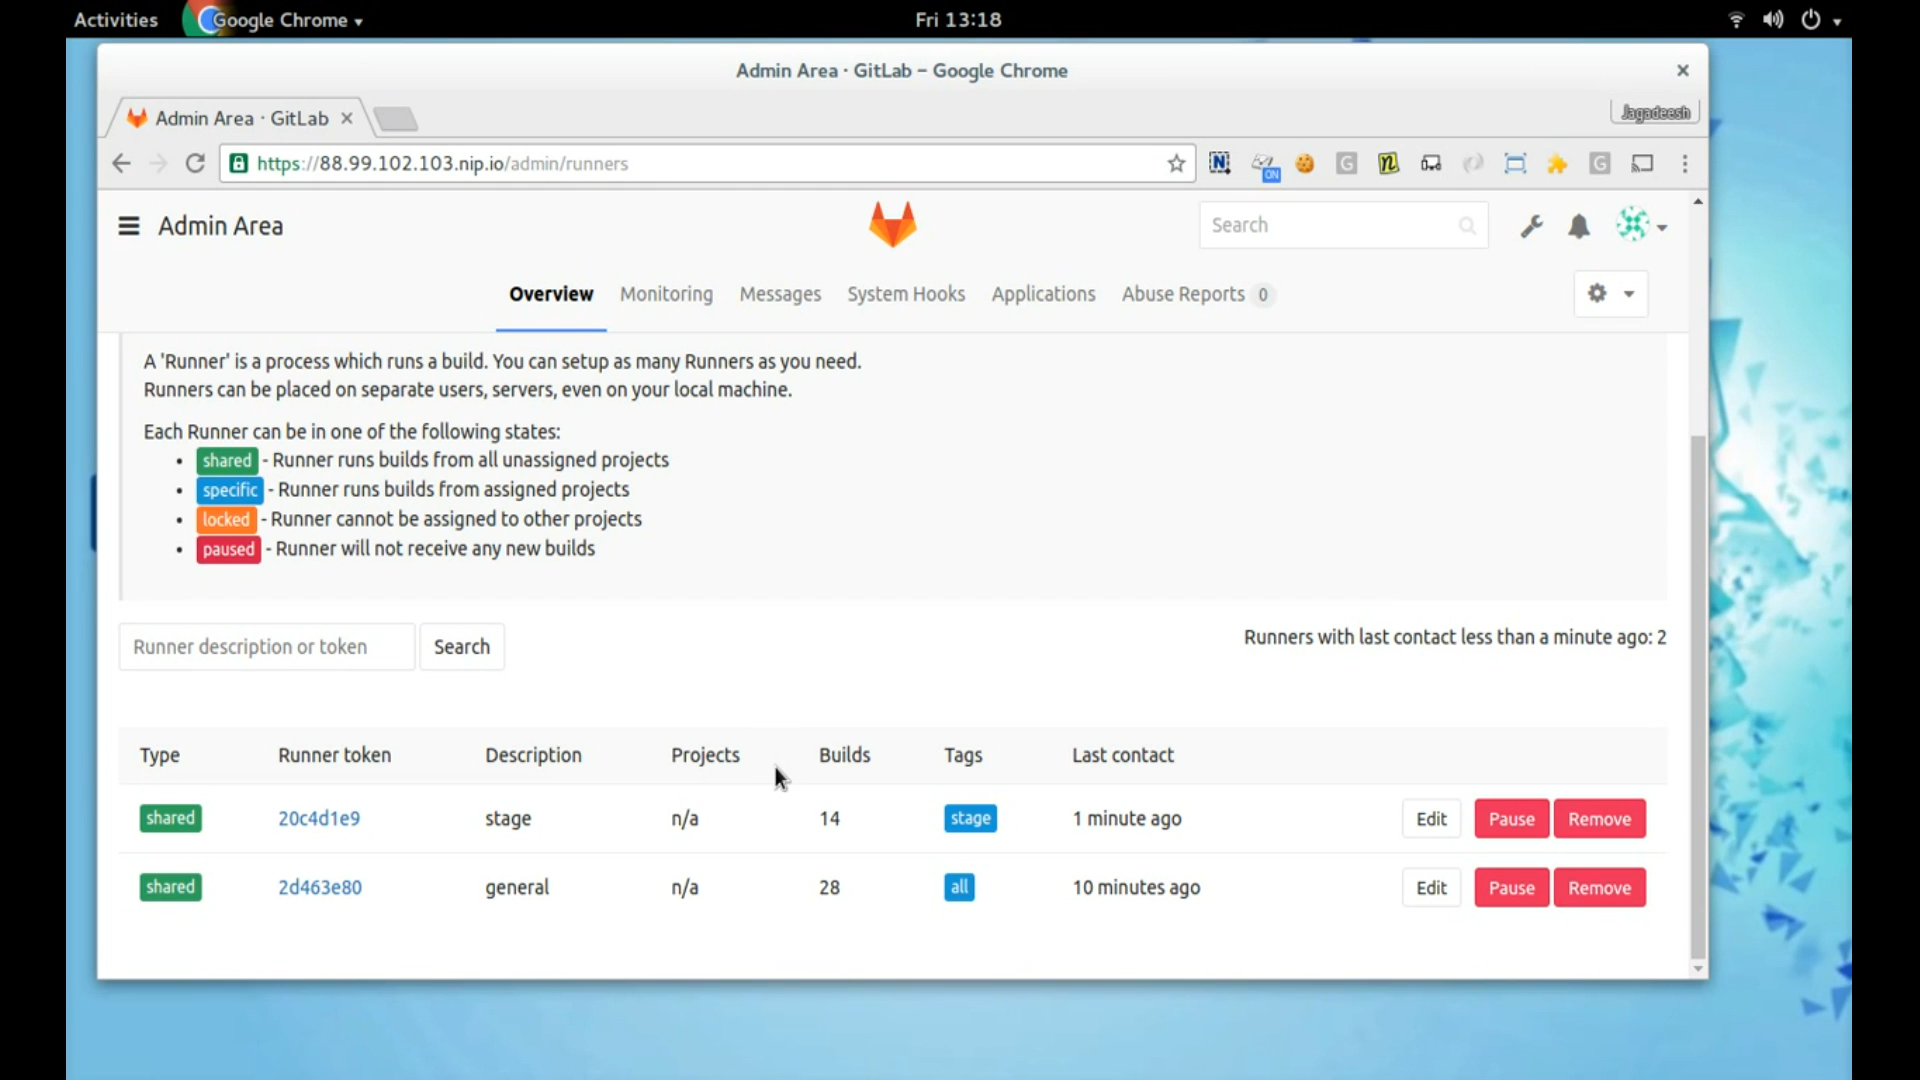 Activities
Google Chrome
Fri 13:18
Admin Area · GitLab – Google Chrome
Admin Area · GitLab
Jagadeesh
https://88.99.102.103.nip.io/admin/runners
ON
Admin Area
Search
Overview Monitoring Messages System Hooks Applications Abuse Reports 0
A 'Runner' is a process which runs a build. You can setup as many Runners as you need.
Runners can be placed on separate users, servers, even on your local machine.
Each Runner can be in one of the following states:
• shared - Runner runs builds from all unassigned projects
• specific - Runner runs builds from assigned projects
• locked - Runner cannot be assigned to other projects
• paused - Runner will not receive any new builds
Runner description or token Search
Runners with last contact less than a minute ago: 2
Type Runner token Description Projects Builds Tags Last contact
shared 20c4d1e9 stage n/a 14 stage 1 minute ago Edit Pause Remove
shared 2d463e80 general n/a 28 all 10 minutes ago Edit Pause Remove